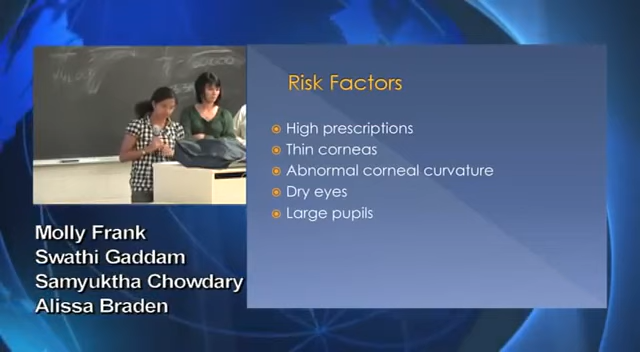 Risk Factors
High prescriptions
Thin corneas
Abnormal corneal curvature
Dry eyes
Large pupils
Molly Frank
Swathi Gaddam
Samyuktha Chowdary
Alissa Braden